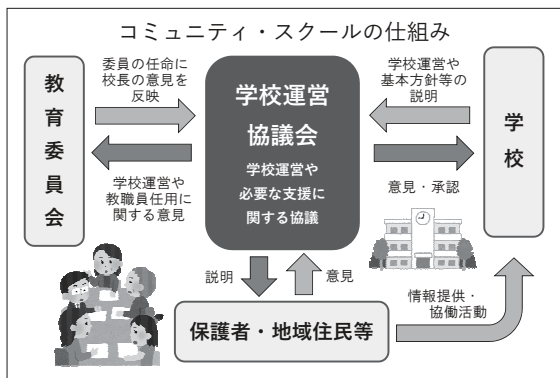 コミュニティ・スクールの仕組み
教育委員会
委員の任命に
校長の意見を
反映
学校運営や
教職員任用に
関する意見
学校運営
協議会
学校運営や
必要な支援に
関する協議
学校運営や
基本方針等の
説明
意見・承認
学校
説明
意見
保護者・地域住民等
情報提供・
協働活動